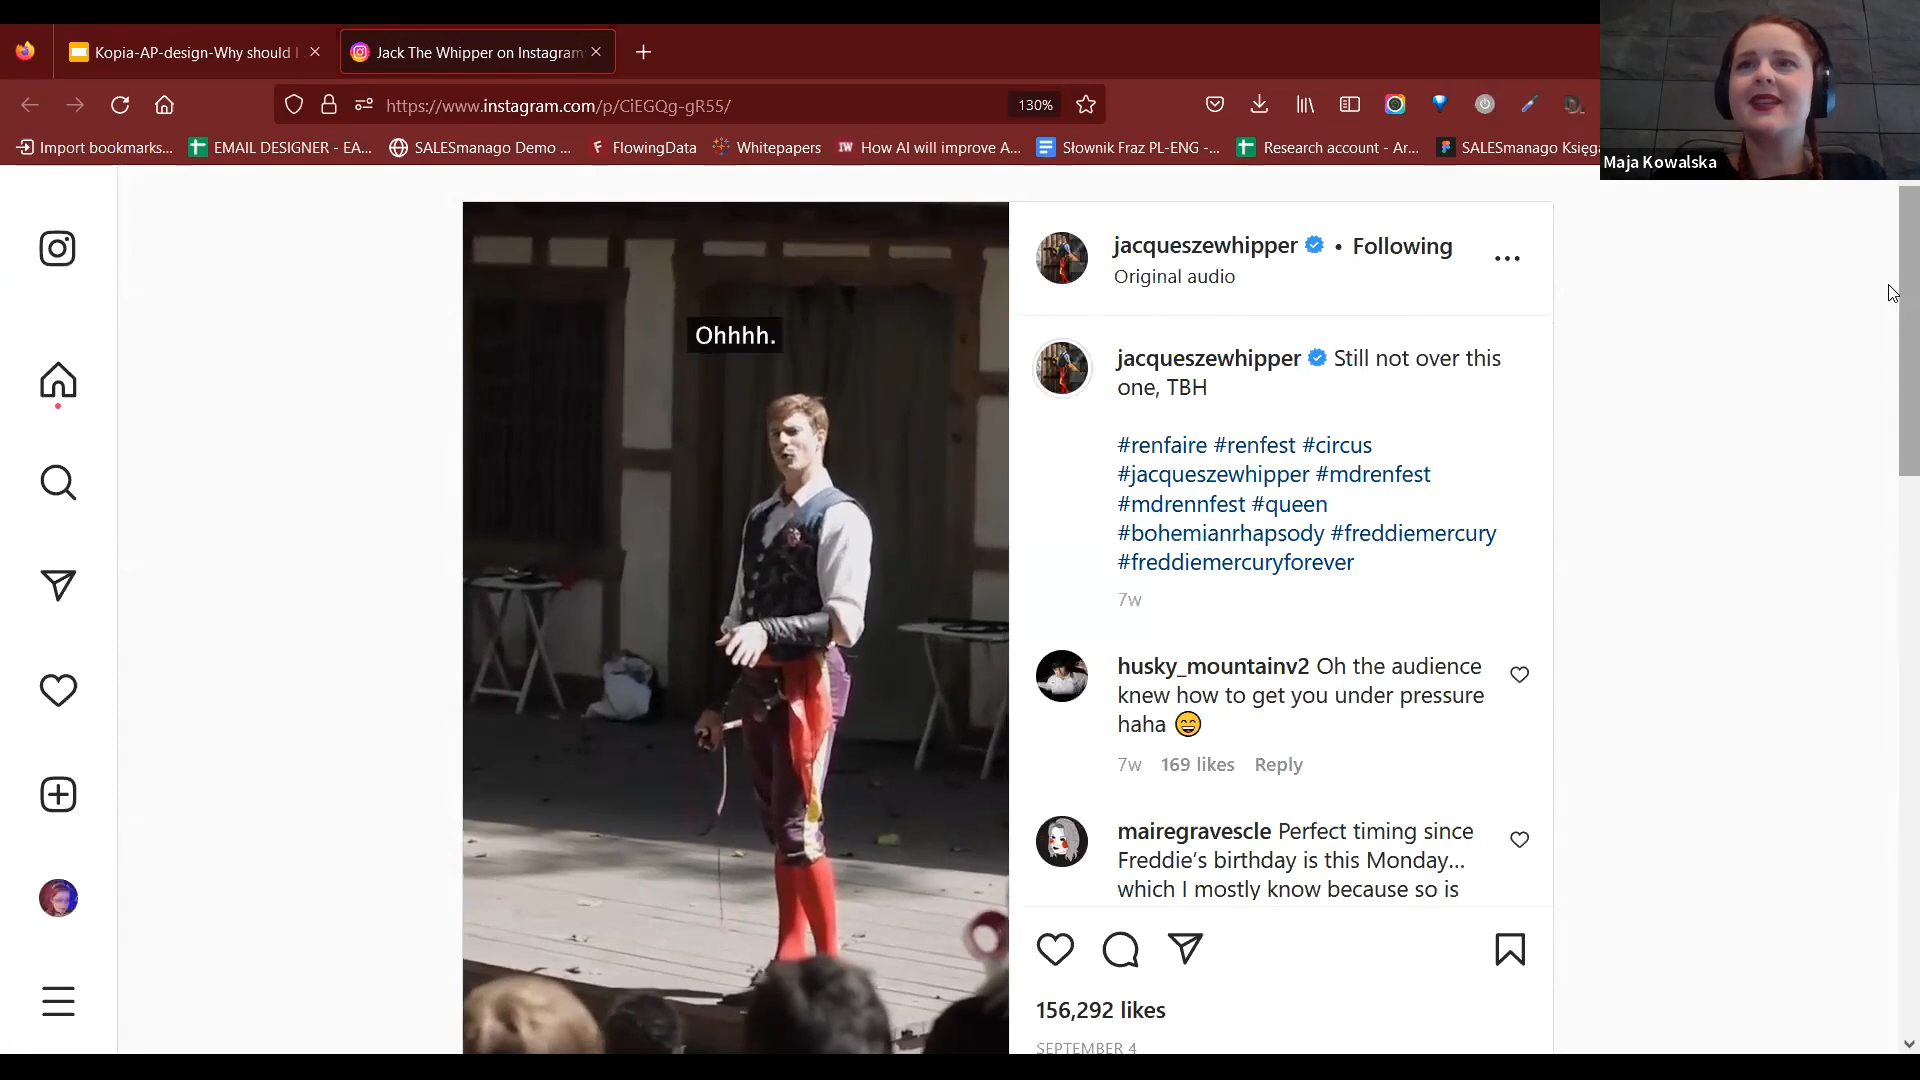 Kopia-AP-design-Why should I
Jack The Whipper on Instagram:
https://www.instagram.com/p/CiEGQg-gR55/
130%
Import bookmarks...
EMAIL DESIGNER - EA...
SALESmanago Demo ...
FlowingData
Whitepapers
IW How AI will improve A...
Słownik Fraz PL-ENG -...
Research account - Ar...
SALESmanago Księga
Maja Kowalska
Ohhhh.
jacqueszewhipper • Following
Original audio
jacqueszewhipper Still not over this
one, TBH
#renfaire #renfest #circus
#jacqueszewhipper #mdrenfest
#mdrennfest #queen
#bohemianrhapsody #freddiemercury
#freddiemercuryforever
7w
husky_mountainv2 Oh the audience
knew how to get you under pressure
haha 😄
7w 169 likes Reply
mairegravescle Perfect timing since
Freddie’s birthday is this Monday…
which I mostly know because so is
156,292 likes
SEPTEMBER 4